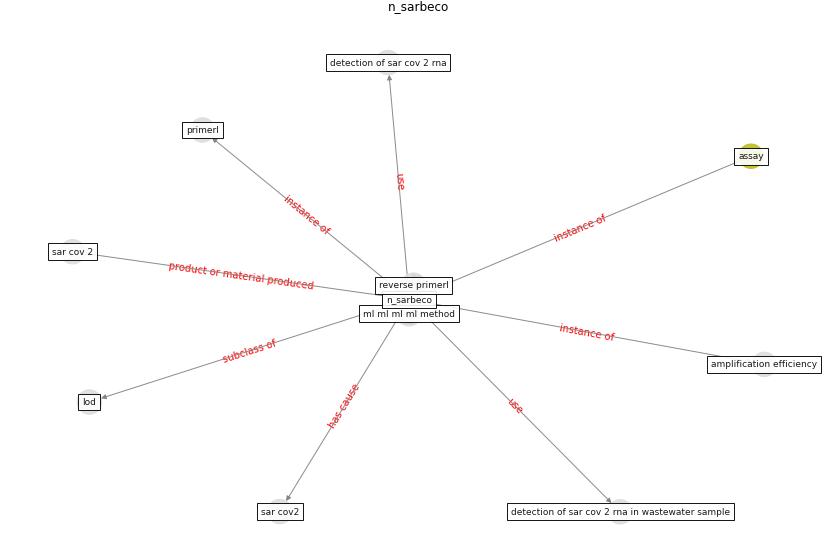 n_sarbeco
detection of sar cov 2 rna
primerl
assay
use
instance of
instance of
sar cov 2
product or material produced
reverse primerl
n_sarbeco
ml ml ml ml method
instance of
amplification efficiency
subclass of
lod
has cause
use
sar cov2
detection of sar cov 2 rna in wastewater sample